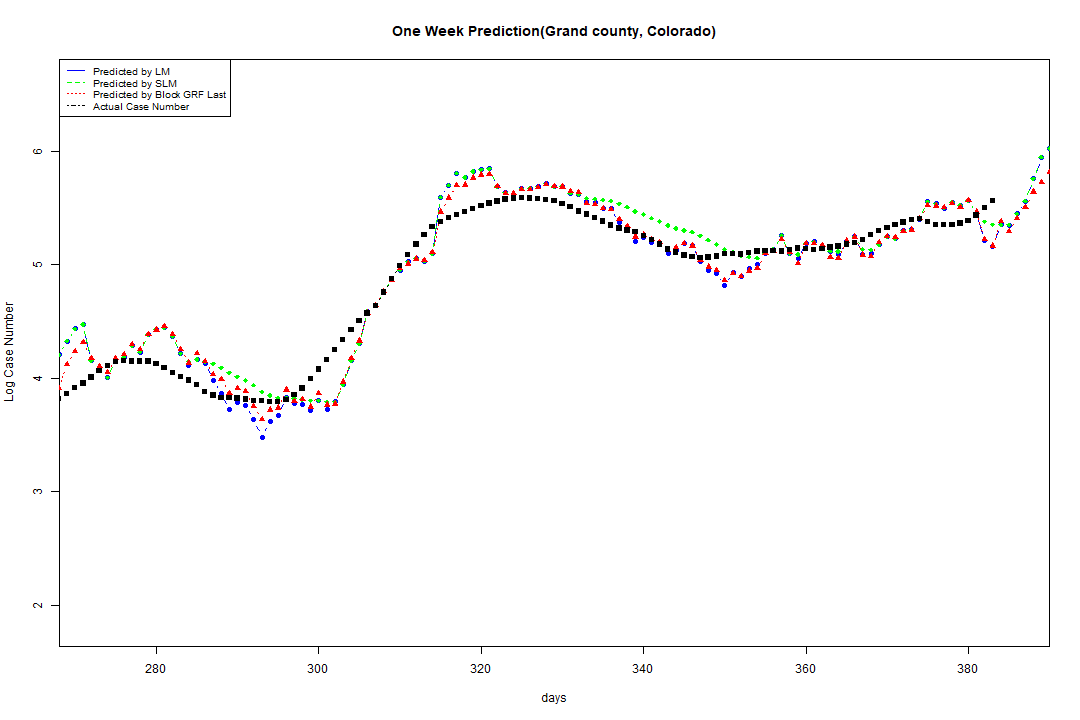 One Week Prediction(Grand county, Colorado)
Predicted by LM
Predicted by SLM
Predicted by Block GRF Last
Actual Case Number
6
5
4
3
2
Log Case Number
280
300
320
340
360
380
days